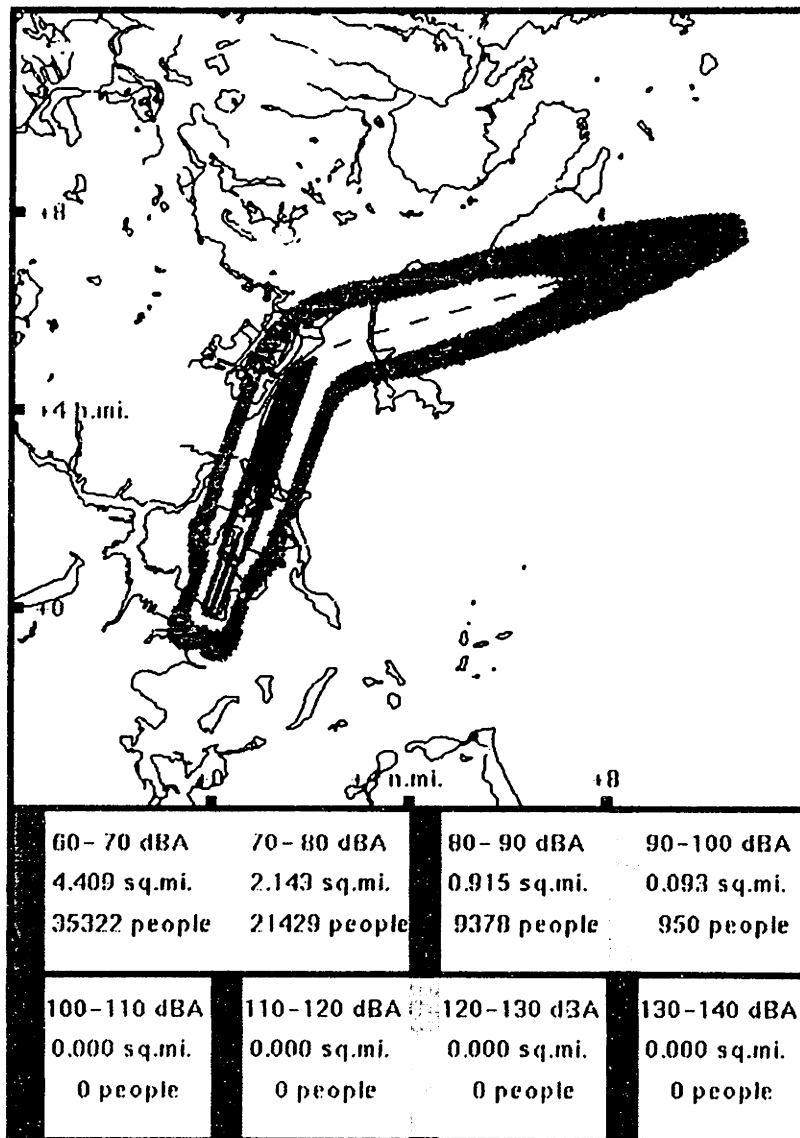 +8
+4 n.mi.
+0
+0 +4 n.mi. +8
60-70 dBA 70-80 dBA 80-90 dBA 90-100 dBA
4.409 sq.mi. 2.143 sq.mi. 0.915 sq.mi. 0.093 sq.mi.
35322 people 21429 people 9378 people 950 people
100-110 dBA 110-120 dBA 120-130 dBA 130-140 dBA
0.000 sq.mi. 0.000 sq.mi. 0.000 sq.mi. 0.000 sq.mi.
0 people 0 people 0 people 0 people